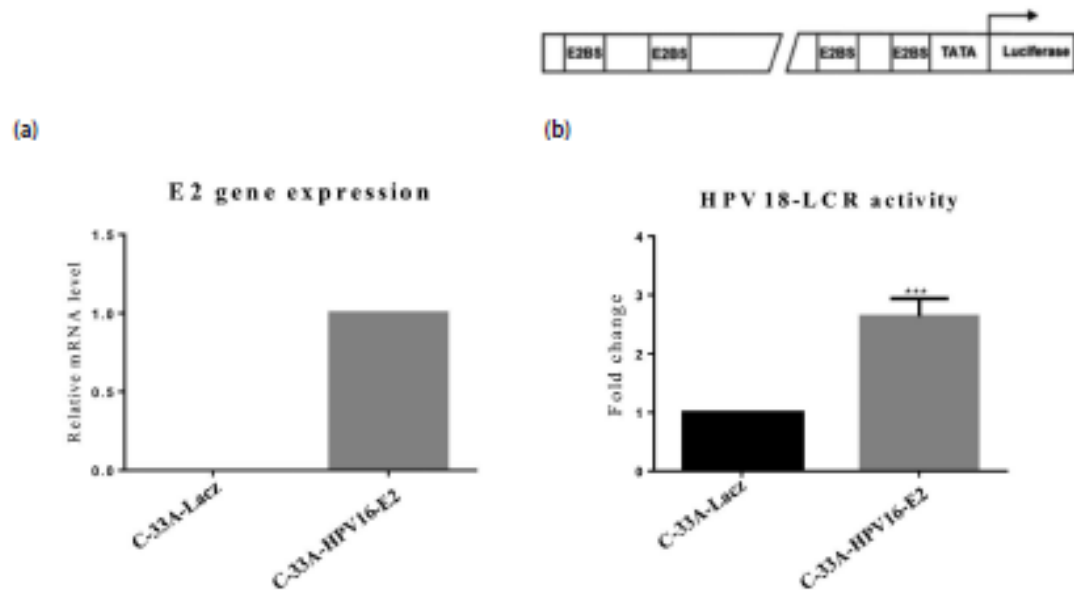 E2BS E2BS E2BS E2BS TATA Luciferase
(a)
(b)
E2 gene expression
Relative mRNA level
1.5
1.0
0.5
0.0
C-33A-Lacz
C-33A-HPV16-E2
HPV18-LCR activity
Fold change
4
3
2
1
0
***
C-33A-Lacz
C-33A-HPV16-E2